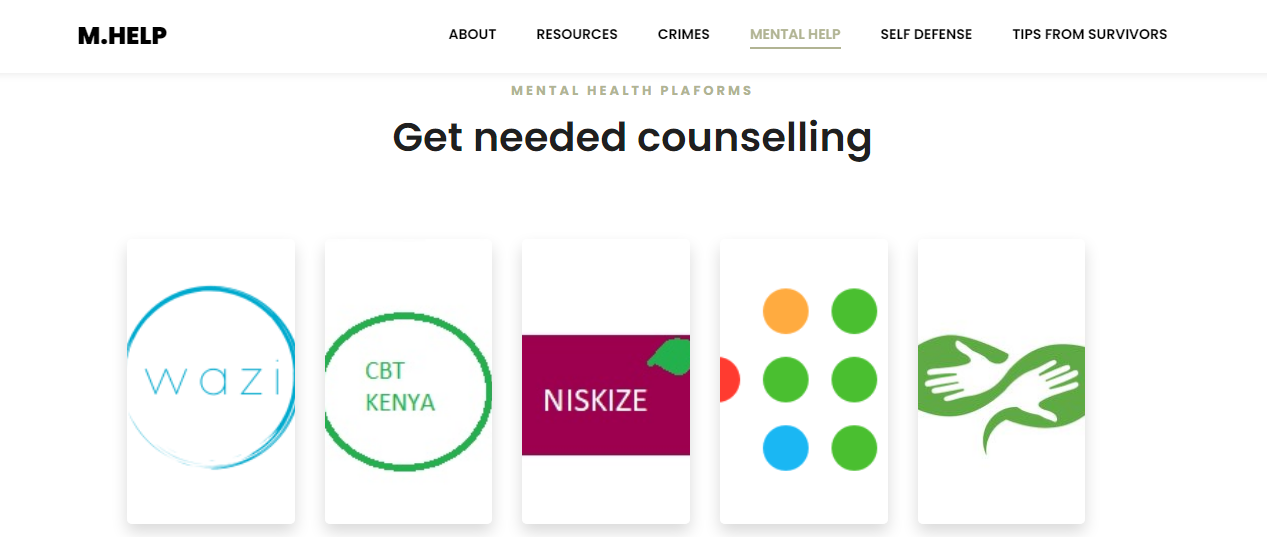 M.HELP
ABOUT RESOURCES CRIMES MENTAL HELP SELF DEFENSE TIPS FROM SURVIVORS
MENTAL HEALTH PLAFORMS
Get needed counselling
wazi
CBT
KENYA
NISKIZE